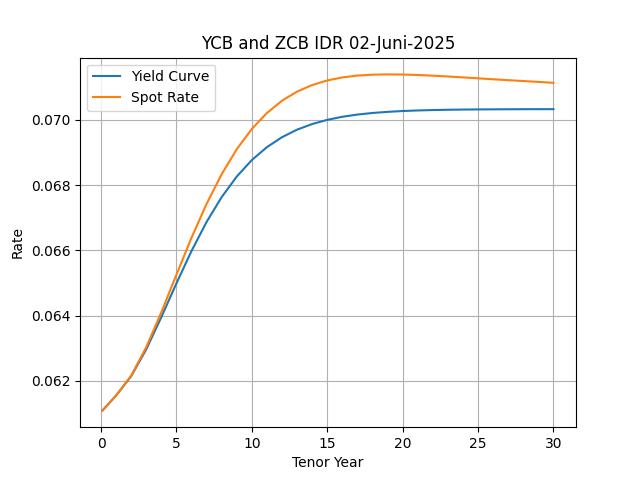 YCB and ZCB IDR 02-Juni-2025
Yield Curve
Spot Rate
0.070
0.068
0.066
0.064
0.062
Rate
0 5 10 15 20 25 30
Tenor Year